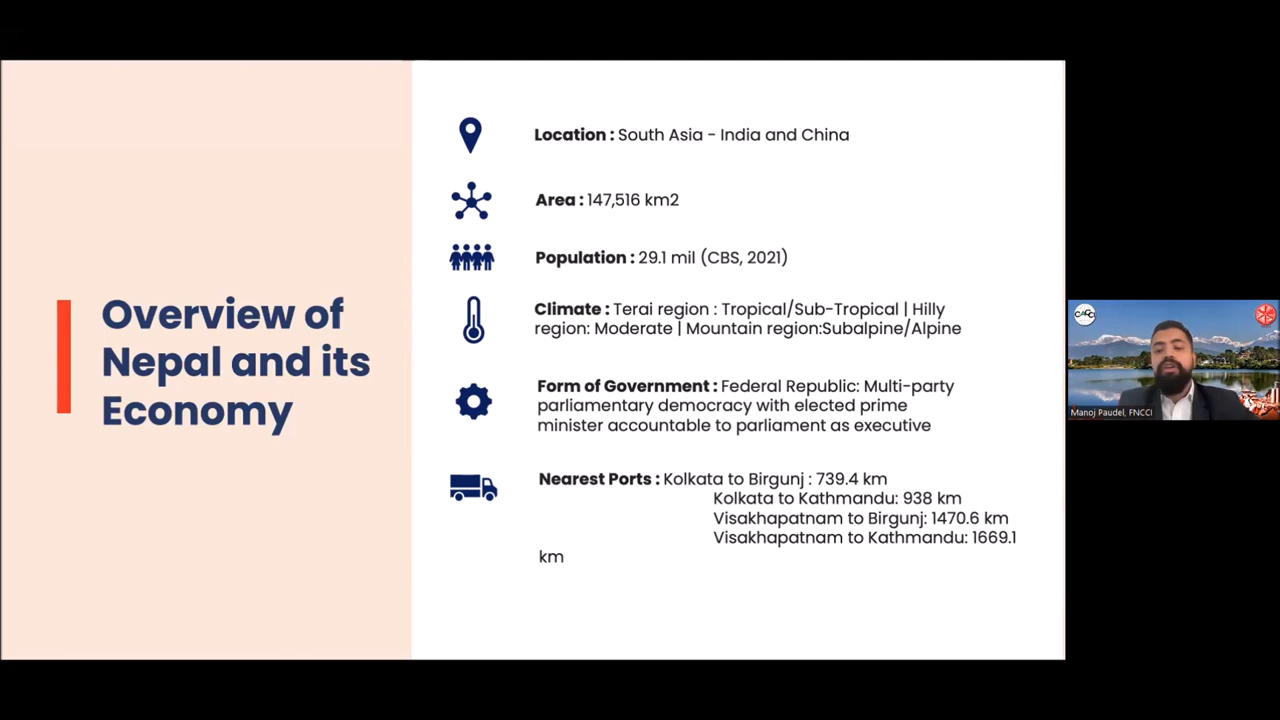 Overview of
Nepal and its
Economy
Location : South Asia - India and China
Area : 147,516 km2
Population : 29.1 mil (CBS, 2021)
Climate : Terai region : Tropical/Sub-Tropical | Hilly
region: Moderate | Mountain region:Subalpine/Alpine
Form of Government : Federal Republic: Multi-party
parliamentary democracy with elected prime
minister accountable to parliament as executive
Nearest Ports : Kolkata to Birgunj : 739.4 km
Kolkata to Kathmandu: 938 km
Visakhapatnam to Birgunj: 1470.6 km
Visakhapatnam to Kathmandu: 1669.1
km
CACCI
Manoj Paudel, FNCCI